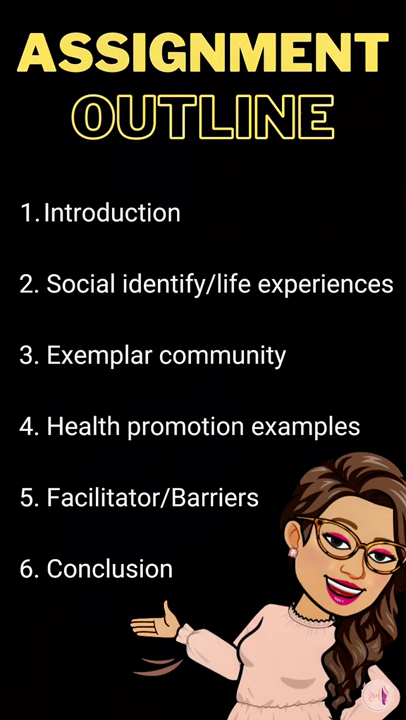 ASSIGNMENT
OUTLINE
1. Introduction
2. Social identify/life experiences
3. Exemplar community
4. Health promotion examples
5. Facilitator/Barriers
6. Conclusion